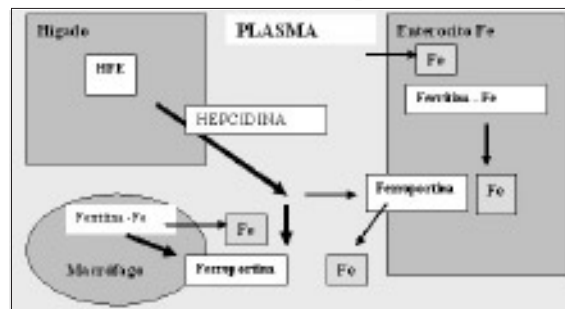 Hígado
PLASMA
Enterocito Fe
HFE
Fe
HEPCIDINA
Ferritina - Fe
Ferroportina
Fe
Ferritina - Fe
Fe
Macrófago
Ferroportina
Fe